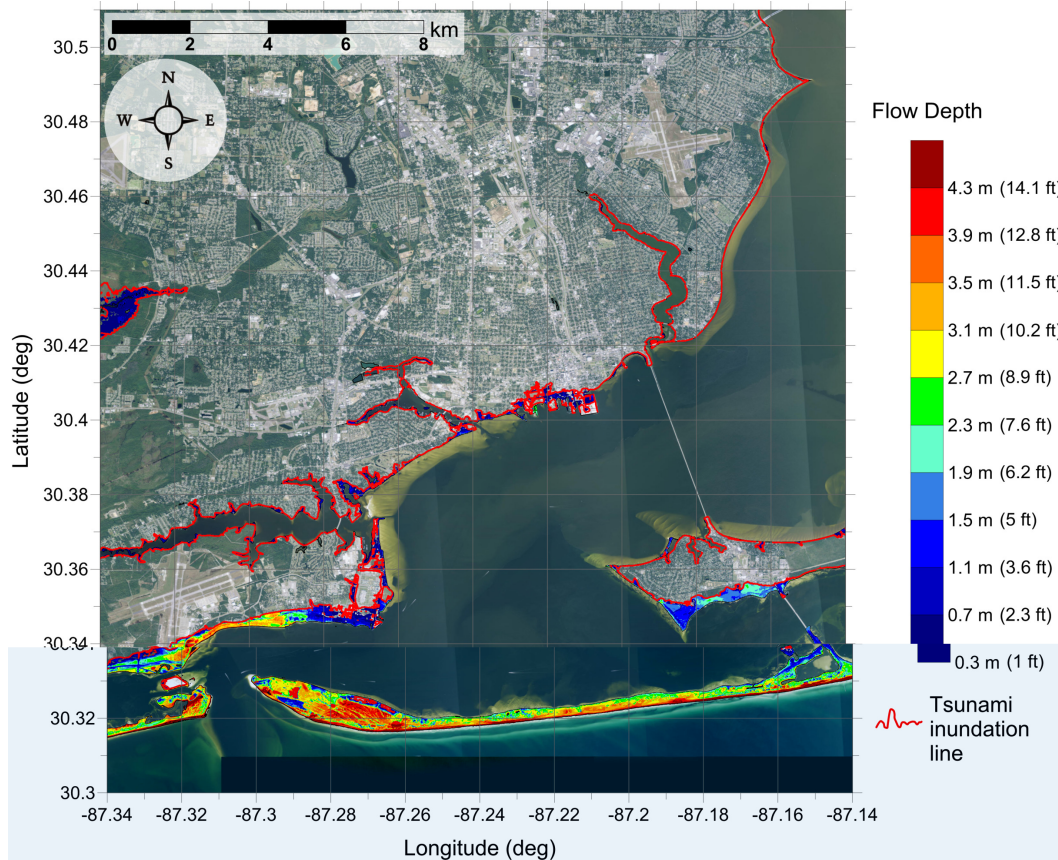 30.5
30.48
30.46
30.44
30.42
30.4
30.38
30.36
30.34
30.32
30.3
Latitude (deg)
0 2 4 6 8 km
N
W E
S
Flow Depth
4.3 m (14.1 ft)
3.9 m (12.8 ft)
3.5 m (11.5 ft)
3.1 m (10.2 ft)
2.7 m (8.9 ft)
2.3 m (7.6 ft)
1.9 m (6.2 ft)
1.5 m (5 ft)
1.1 m (3.6 ft)
0.7 m (2.3 ft)
0.3 m (1 ft)
Tsunami
inundation
line
-87.34 -87.32 -87.3 -87.28 -87.26 -87.24 -87.22 -87.2 -87.18 -87.16 -87.14
Longitude (deg)